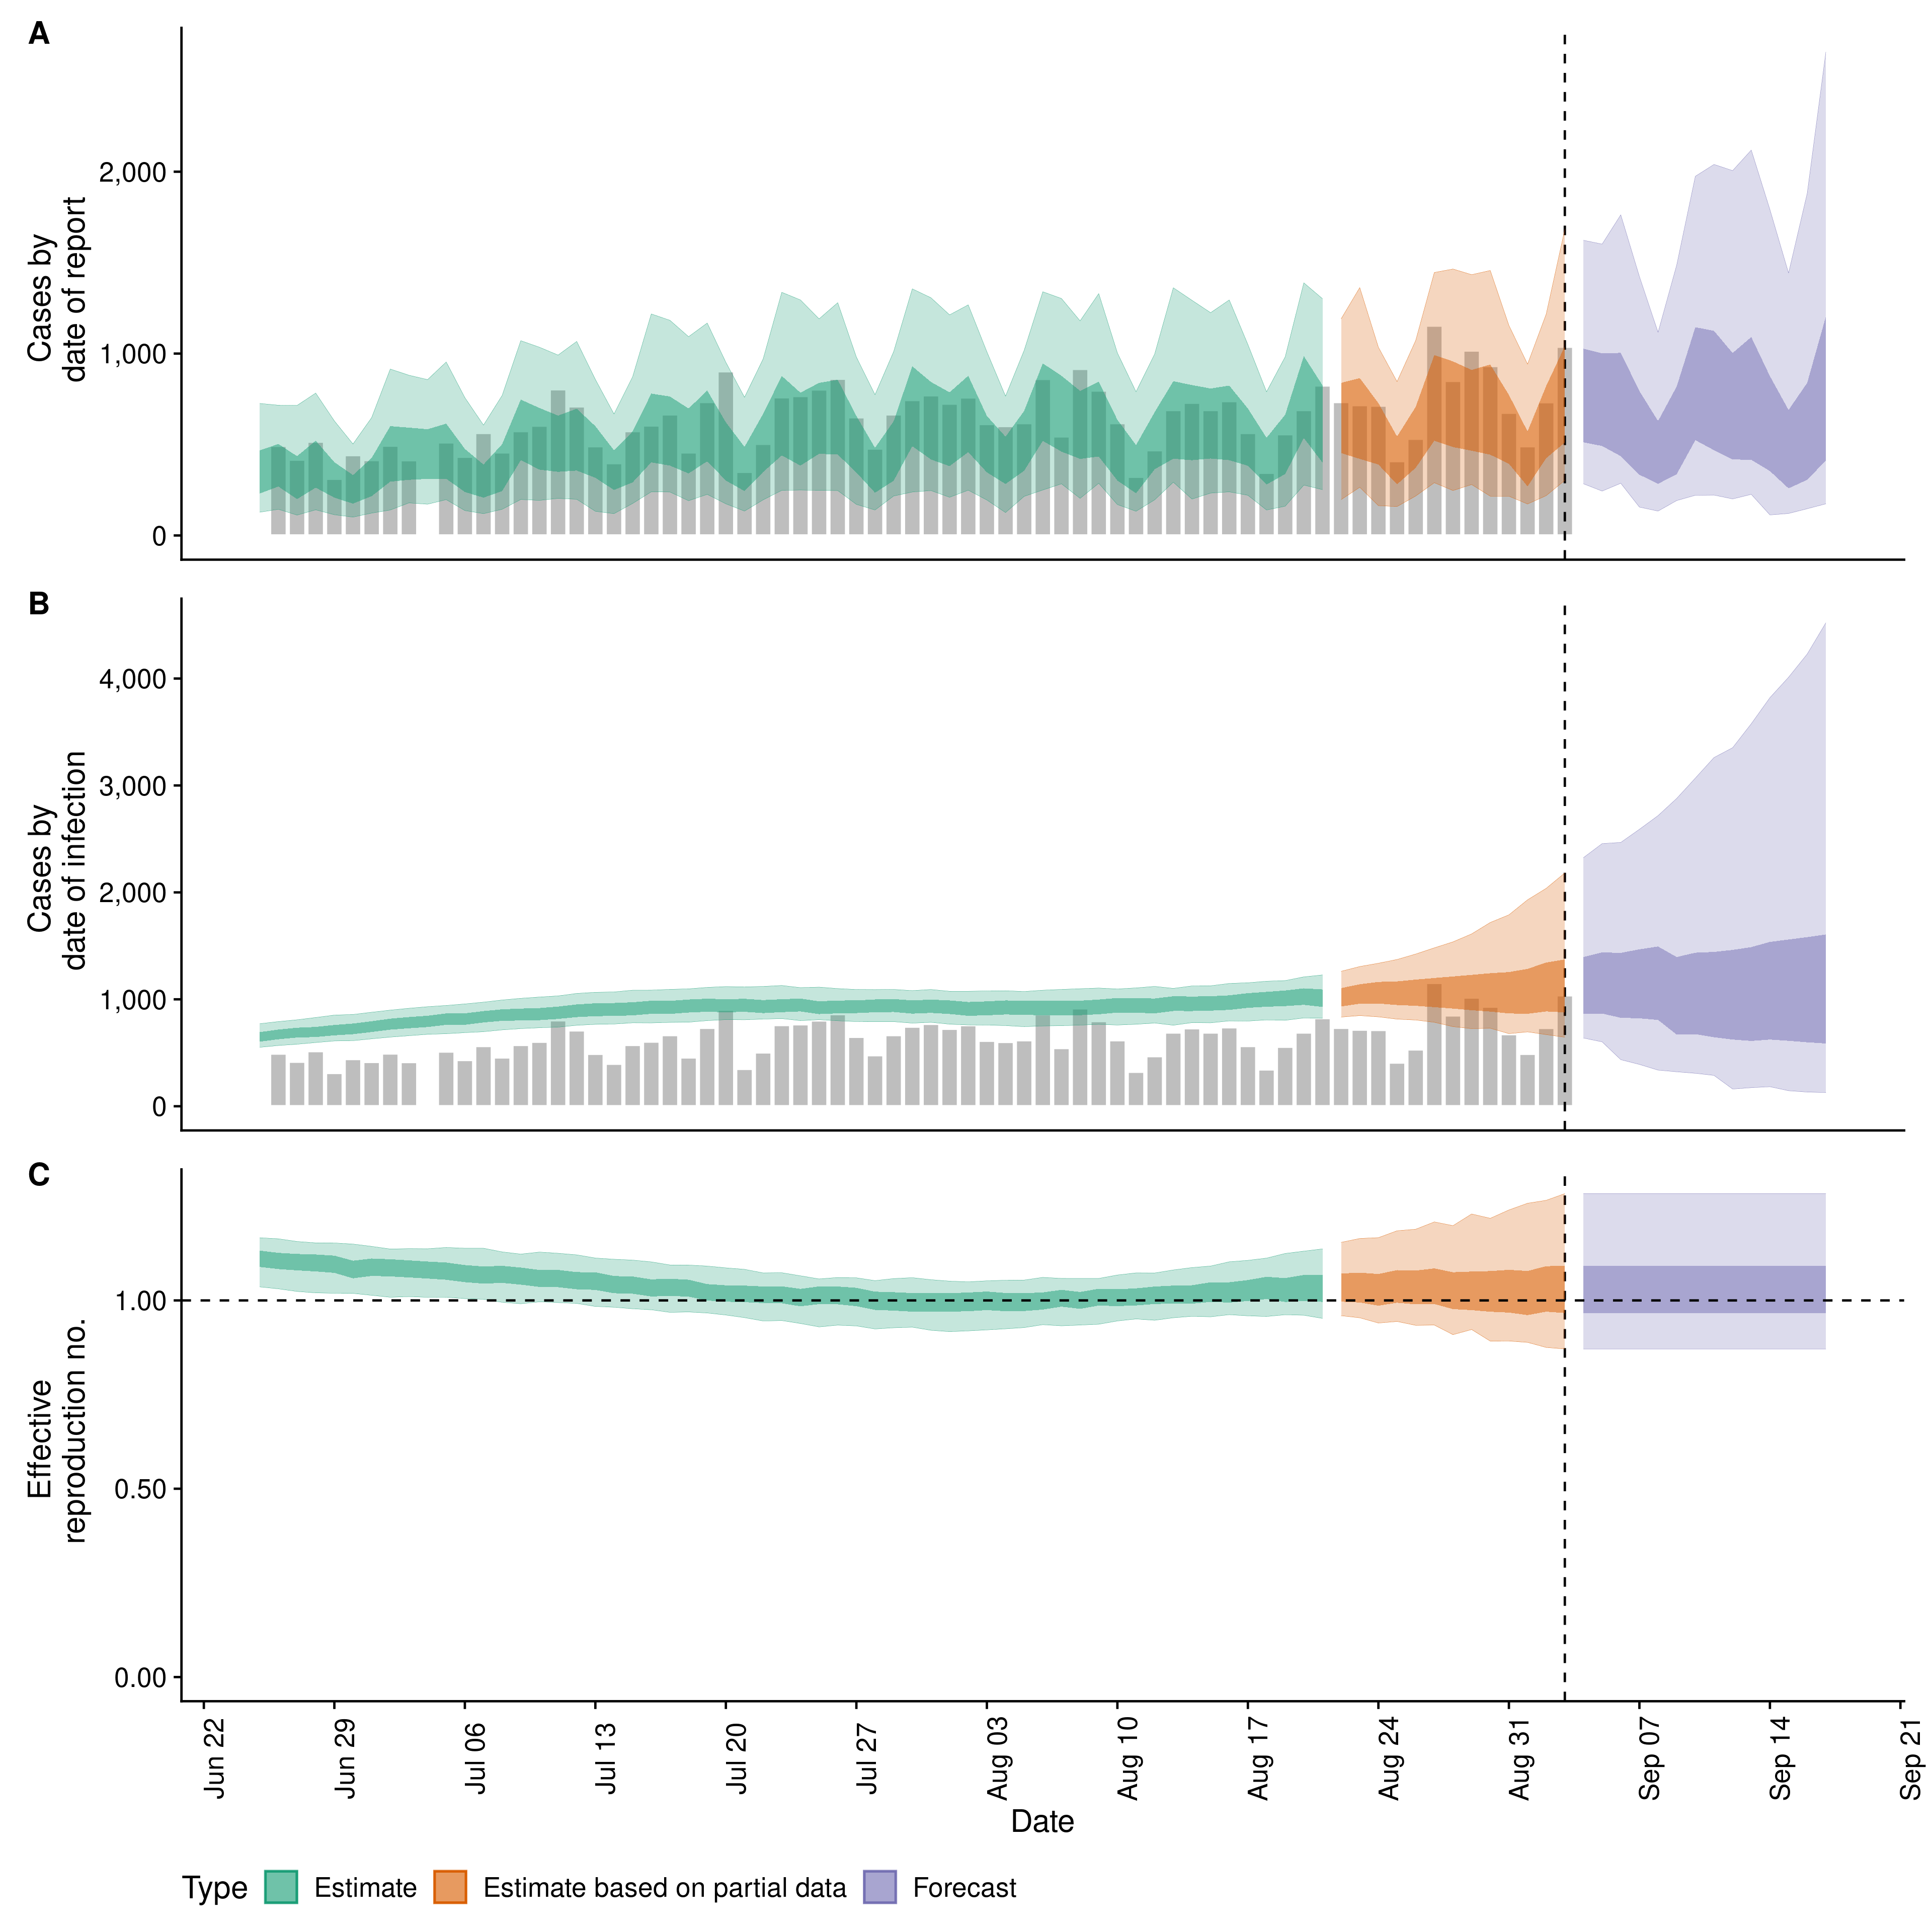 A
Cases by
date of report
2,000
1,000
0
B
Cases by
date of infection
4,000
3,000
2,000
1,000
0
C
Effective
reproduction no.
1.00
0.50
0.00
Jun 22
Jun 29
Jul 06
Jul 13
Jul 20
Jul 27
Aug 03
Aug 10
Aug 17
Aug 24
Aug 31
Sep 07
Sep 14
Sep 21
Date
Type
Estimate
Estimate based on partial data
Forecast